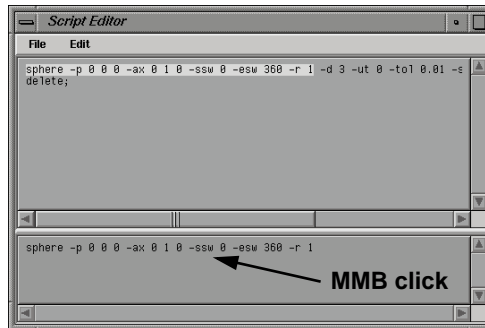 Script Editor
File Edit
sphere -p 0 0 0 -ax 0 1 0 -ssw 0 -esw 360 -r 1 -d 3 -ut 0 -tol 0.01 -s
delete;
sphere -p 0 0 0 -ax 0 1 0 -ssw 0 -esw 360 -r 1
MMB click